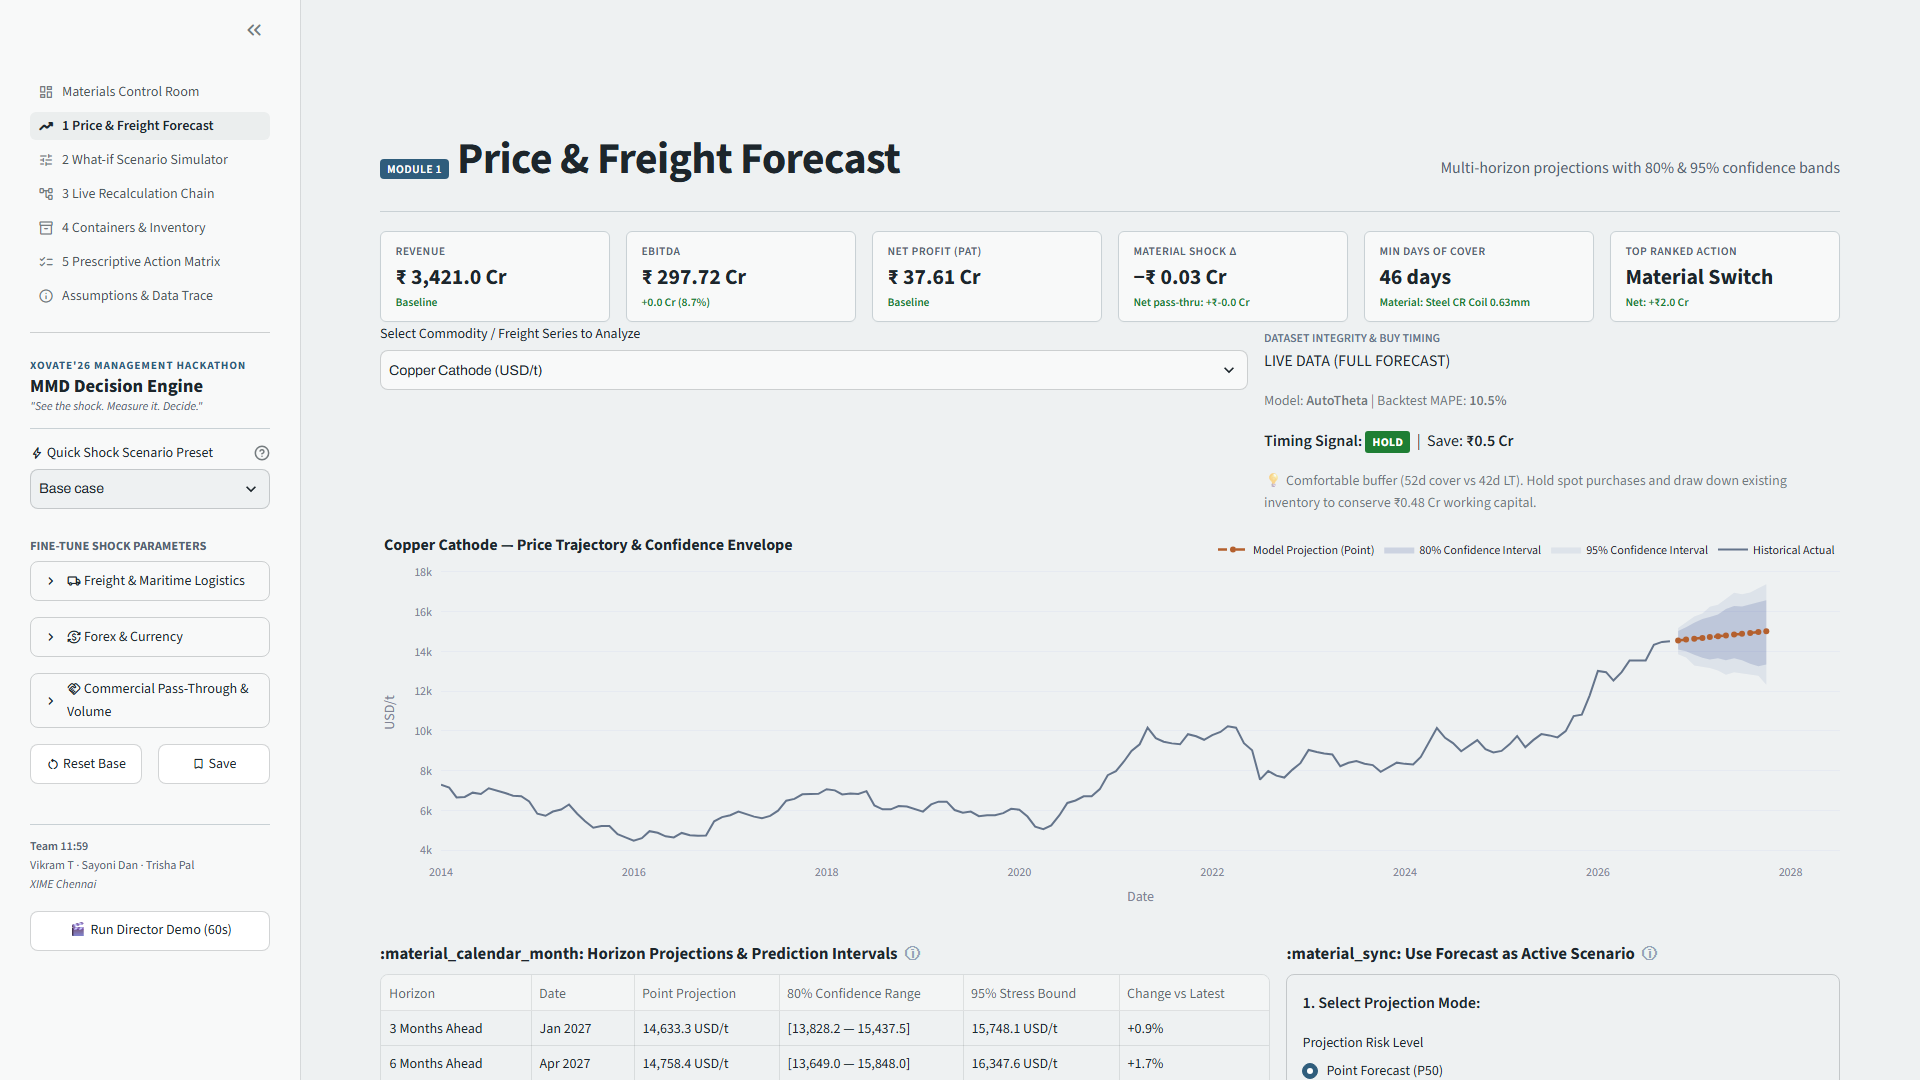 Materials Control Room
1 Price & Freight Forecast
2 What-if Scenario Simulator
3 Live Recalculation Chain
4 Containers & Inventory
5 Prescriptive Action Matrix
Assumptions & Data Trace
XOVATE'26 MANAGEMENT HACKATHON
MMD Decision Engine
"See the shock. Measure it. Decide."
Quick Shock Scenario Preset
Base case
FINE-TUNE SHOCK PARAMETERS
Freight & Maritime Logistics
Forex & Currency
Commercial Pass-Through &
Volume
Reset Base
Save
Team 11:59
Vikram T · Sayoni Dan · Trisha Pal
XIME Chennai
Run Director Demo (60s)
MODULE 1 Price & Freight Forecast
Multi-horizon projections with 80% & 95% confidence bands
REVENUE
₹ 3,421.0 Cr
Baseline
EBITDA
₹ 297.72 Cr
+0.0 Cr (8.7%)
NET PROFIT (PAT)
₹ 37.61 Cr
Baseline
MATERIAL SHOCK Δ
−₹ 0.03 Cr
Net pass-thru: +₹-0.0 Cr
MIN DAYS OF COVER
46 days
Material: Steel CR Coil 0.63mm
TOP RANKED ACTION
Material Switch
Net: +₹2.0 Cr
Select Commodity / Freight Series to Analyze
Copper Cathode (USD/t)
DATASET INTEGRITY & BUY TIMING
LIVE DATA (FULL FORECAST)
Model: AutoTheta | Backtest MAPE: 10.5%
Timing Signal: HOLD | Save: ₹0.5 Cr
💡 Comfortable buffer (52d cover vs 42d LT). Hold spot purchases and draw down existing
inventory to conserve ₹0.48 Cr working capital.
Copper Cathode — Price Trajectory & Confidence Envelope
Model Projection (Point) 80% Confidence Interval 95% Confidence Interval Historical Actual
18k
16k
14k
12k
10k
8k
6k
4k
USD/t
2014 2016 2018 2020 2022 2024 2026 2028
Date
:material_calendar_month: Horizon Projections & Prediction Intervals
Horizon Date Point Projection 80% Confidence Range 95% Stress Bound Change vs Latest
3 Months Ahead Jan 2027 14,633.3 USD/t [13,828.2 — 15,437.5] 15,748.1 USD/t +0.9%
6 Months Ahead Apr 2027 14,758.4 USD/t [13,649.0 — 15,848.0] 16,347.6 USD/t +1.7%
:material_sync: Use Forecast as Active Scenario
1. Select Projection Mode:
Projection Risk Level
Point Forecast (P50)